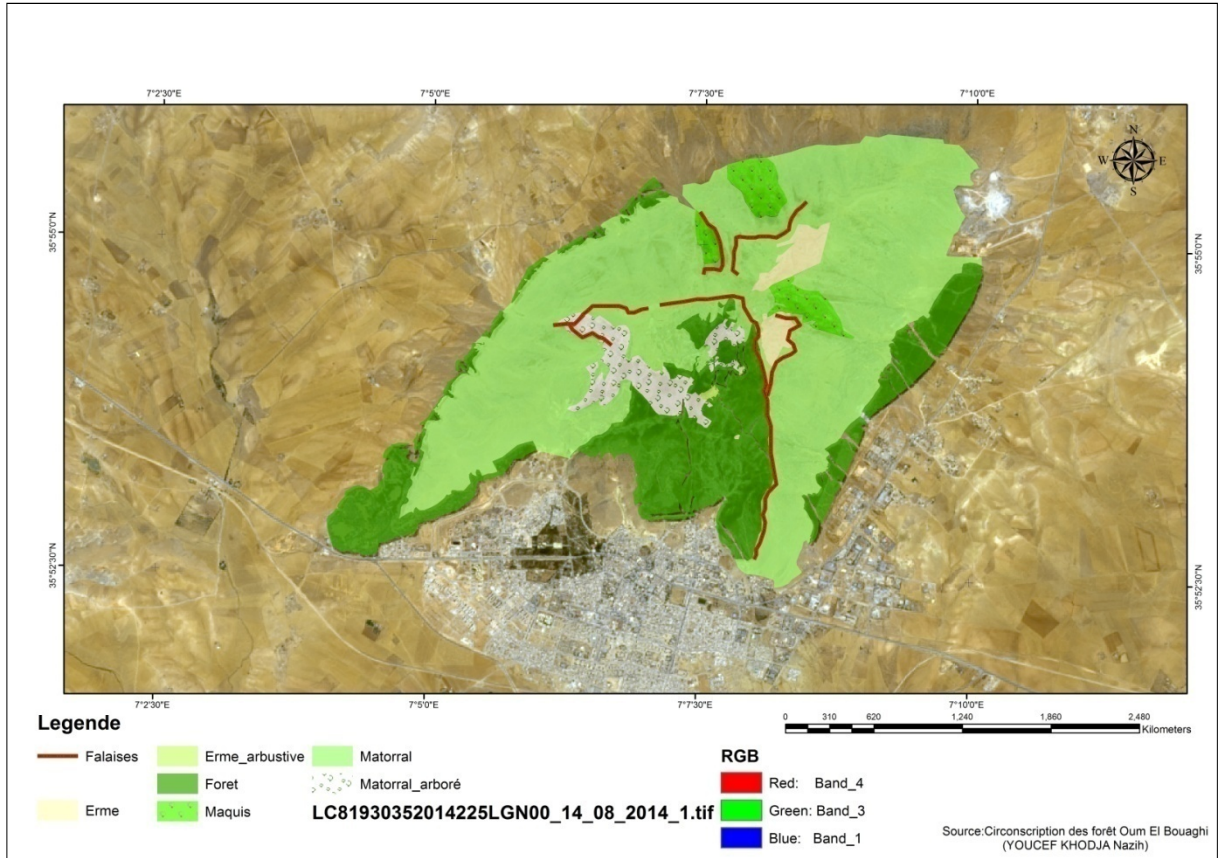 7°2'30"E 7°5'0"E 7°7'30"E 7°10'0"E
N
W E
S
35°55'0"N 35°55'0"N
35°52'30"N 35°52'30"N
7°2'30"E 7°5'0"E 7°7'30"E 7°10'0"E
Legende
Falaises
Erme
Erme_arbustive
Foret
Maquis
Matorral
Matorral_arboré
LC81930352014225LGN00_14_08_2014_1.tif
0 310 620 1,240 1,860 2,480
Kilometers
RGB
Red: Band_4
Green: Band_3
Blue: Band_1
Source:Circonscription des forêt Oum El Bouaghi
(YOUCEF KHODJA Nazih)